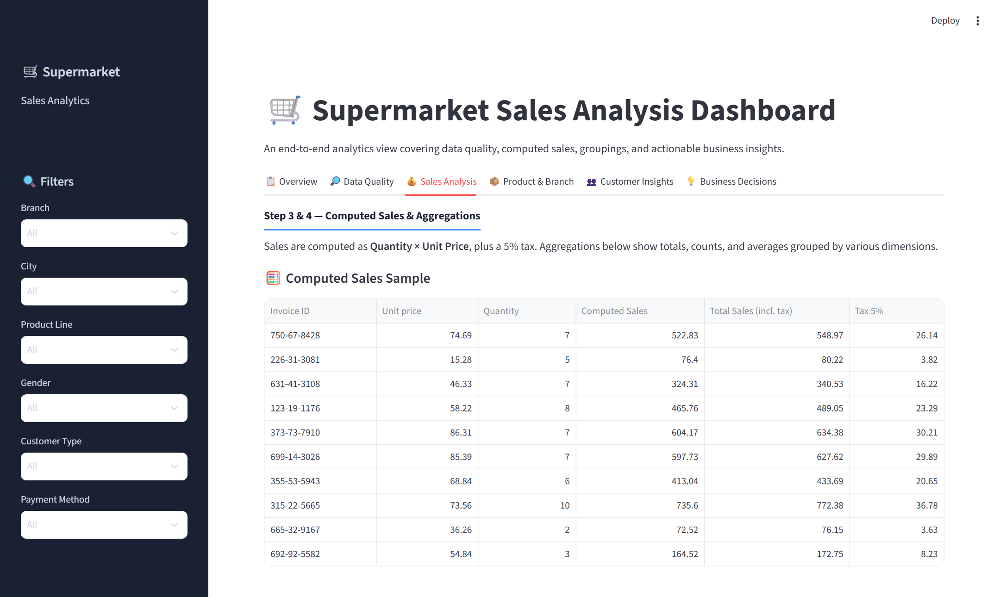 Deploy
Supermarket
Sales Analytics
Filters
Branch
All
City
All
Product Line
All
Gender
All
Customer Type
All
Payment Method
All
Supermarket Sales Analysis Dashboard
An end-to-end analytics view covering data quality, computed sales, groupings, and actionable business insights.
Overview Data Quality Sales Analysis Product & Branch Customer Insights Business Decisions
Step 3 & 4 — Computed Sales & Aggregations
Sales are computed as Quantity × Unit Price, plus a 5% tax. Aggregations below show totals, counts, and averages grouped by various dimensions.
Computed Sales Sample
Invoice ID Unit price Quantity Computed Sales Total Sales (incl. tax) Tax 5%
750-67-8428 74.69 7 522.83 548.97 26.14
226-31-3081 15.28 5 76.4 80.22 3.82
631-41-3108 46.33 7 324.31 340.53 16.22
123-19-1176 58.22 8 465.76 489.05 23.29
373-73-7910 86.31 7 604.17 634.38 30.21
699-14-3026 85.39 7 597.73 627.62 29.89
355-53-5943 68.84 6 413.04 433.69 20.65
315-22-5665 73.56 10 735.6 772.38 36.78
665-32-9167 36.26 2 72.52 76.15 3.63
692-92-5582 54.84 3 164.52 172.75 8.23